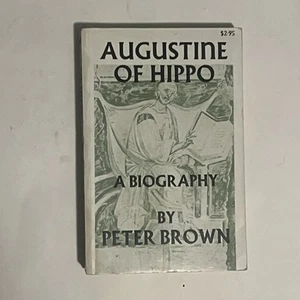 $2.95
AUGUSTINE
OF HIPPO
A BIOGRAPHY
BY
PETER BROWN